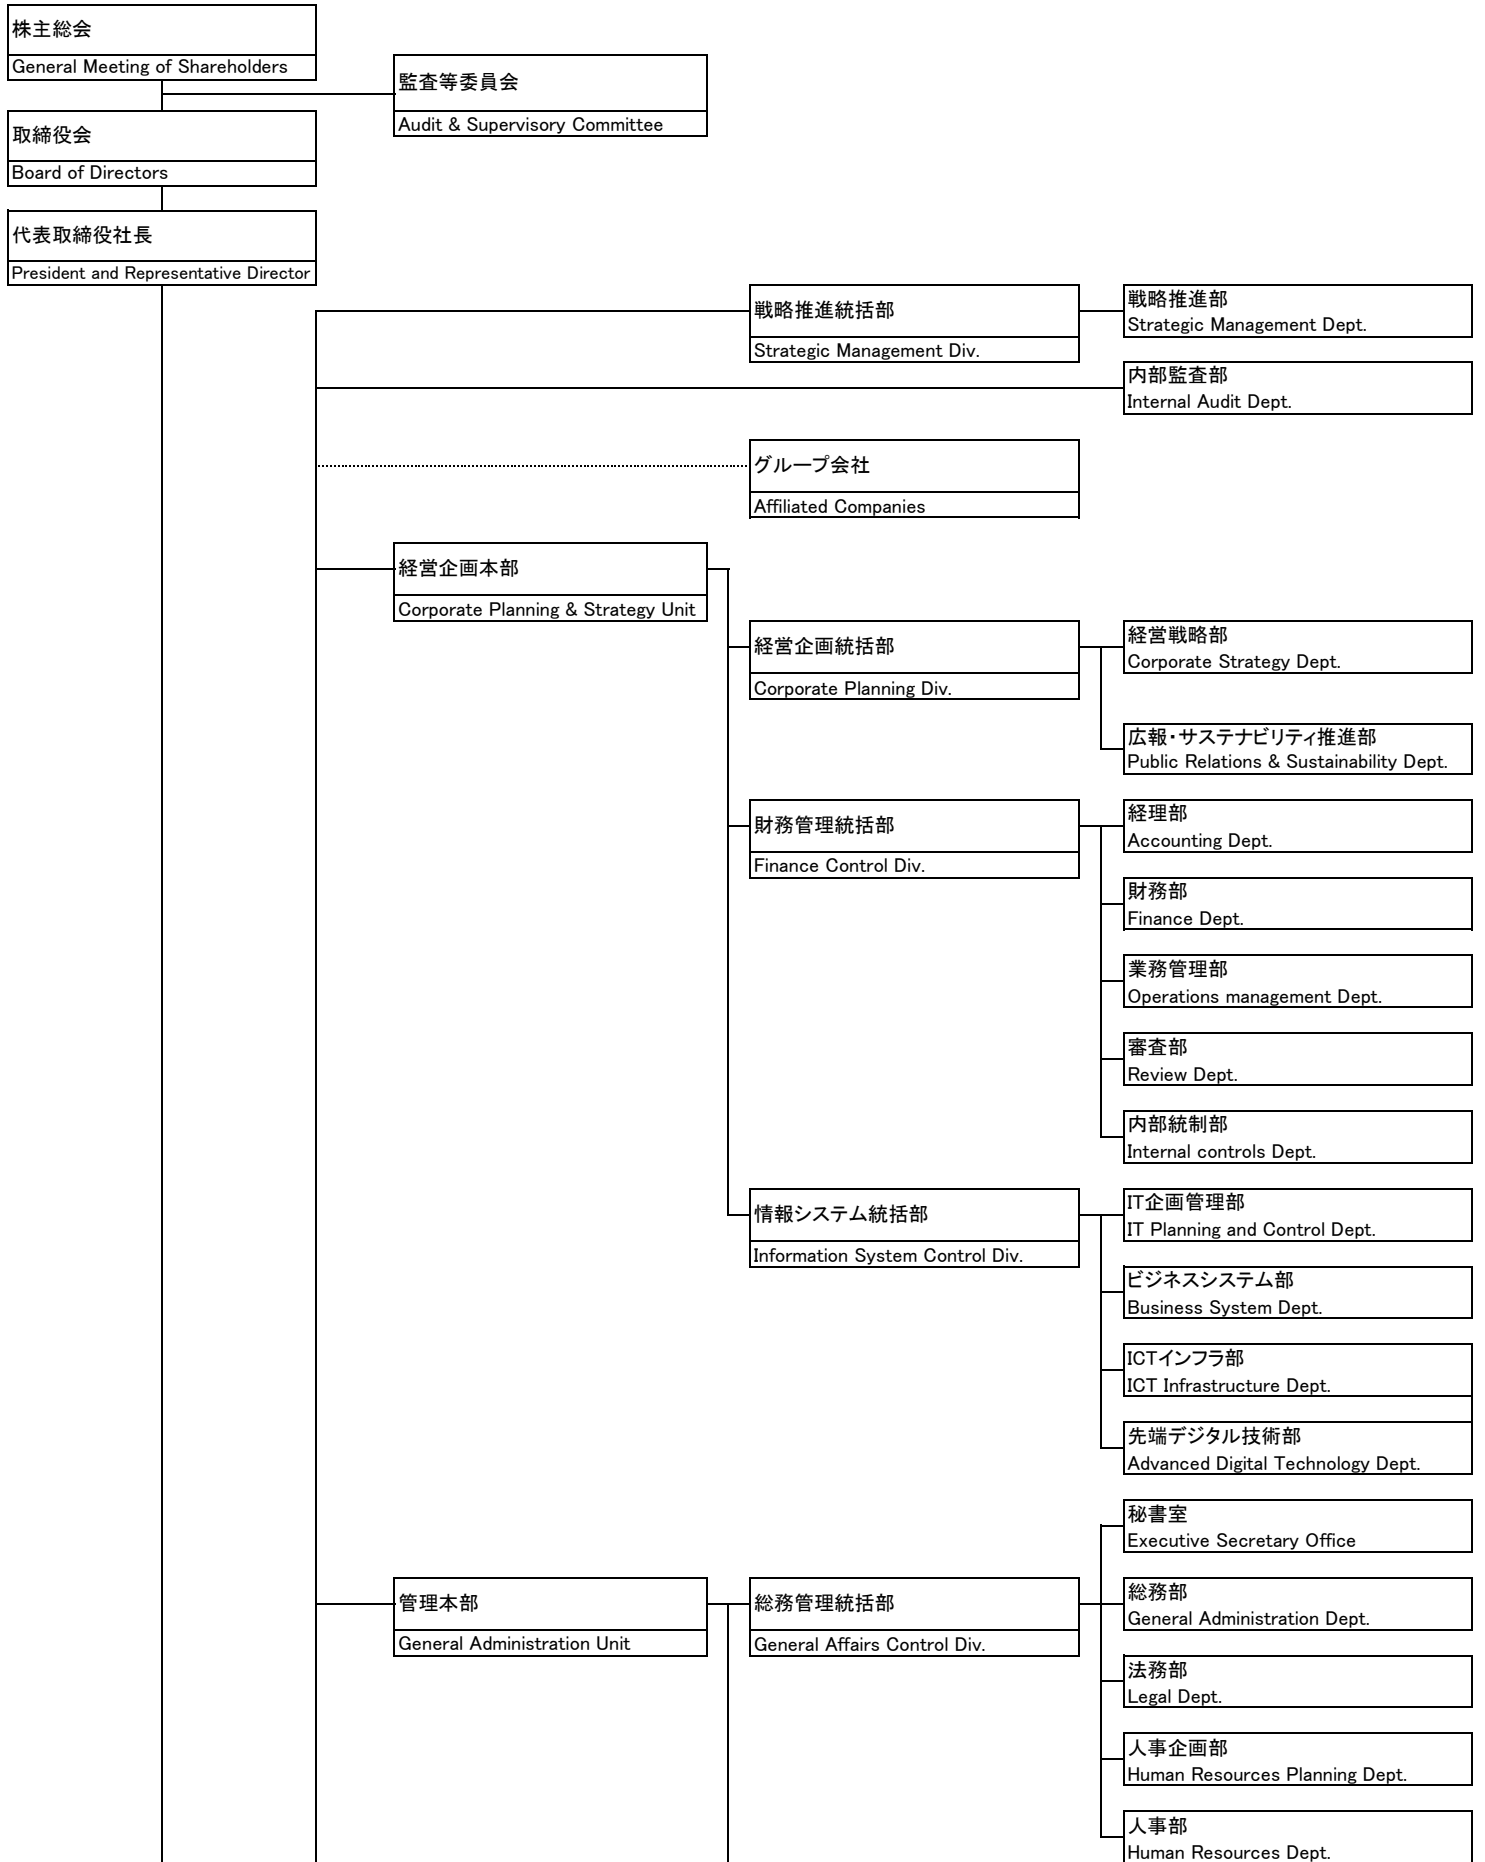 株主総会
General Meeting of Shareholders
監査等委員会
Audit & Supervisory Committee
取締役会
Board of Directors
代表取締役社長
President and Representative Director
戦略推進統括部
Strategic Management Div.
戦略推進部
Strategic Management Dept.
内部監査部
Internal Audit Dept.
グループ会社
Affiliated Companies
経営企画本部
Corporate Planning & Strategy Unit
経営企画統括部
Corporate Planning Div.
経営戦略部
Corporate Strategy Dept.
広報・サステナビリティ推進部
Public Relations & Sustainability Dept.
財務管理統括部
Finance Control Div.
経理部
Accounting Dept.
財務部
Finance Dept.
業務管理部
Operations management Dept.
審査部
Review Dept.
内部統制部
Internal controls Dept.
情報システム統括部
Information System Control Div.
IT企画管理部
IT Planning and Control Dept.
ビジネスシステム部
Business System Dept.
ICTインフラ部
ICT Infrastructure Dept.
先端デジタル技術部
Advanced Digital Technology Dept.
秘書室
Executive Secretary Office
管理本部
General Administration Unit
総務管理統括部
General Affairs Control Div.
総務部
General Administration Dept.
法務部
Legal Dept.
人事企画部
Human Resources Planning Dept.
人事部
Human Resources Dept.